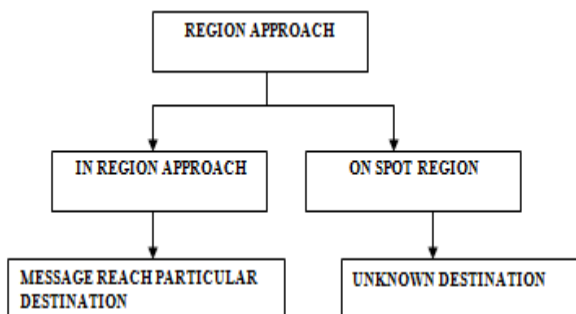 REGION APPROACH
IN REGION APPROACH
ON SPOT REGION
MESSAGE REACH PARTICULAR
DESTINATION
UNKNOWN DESTINATION